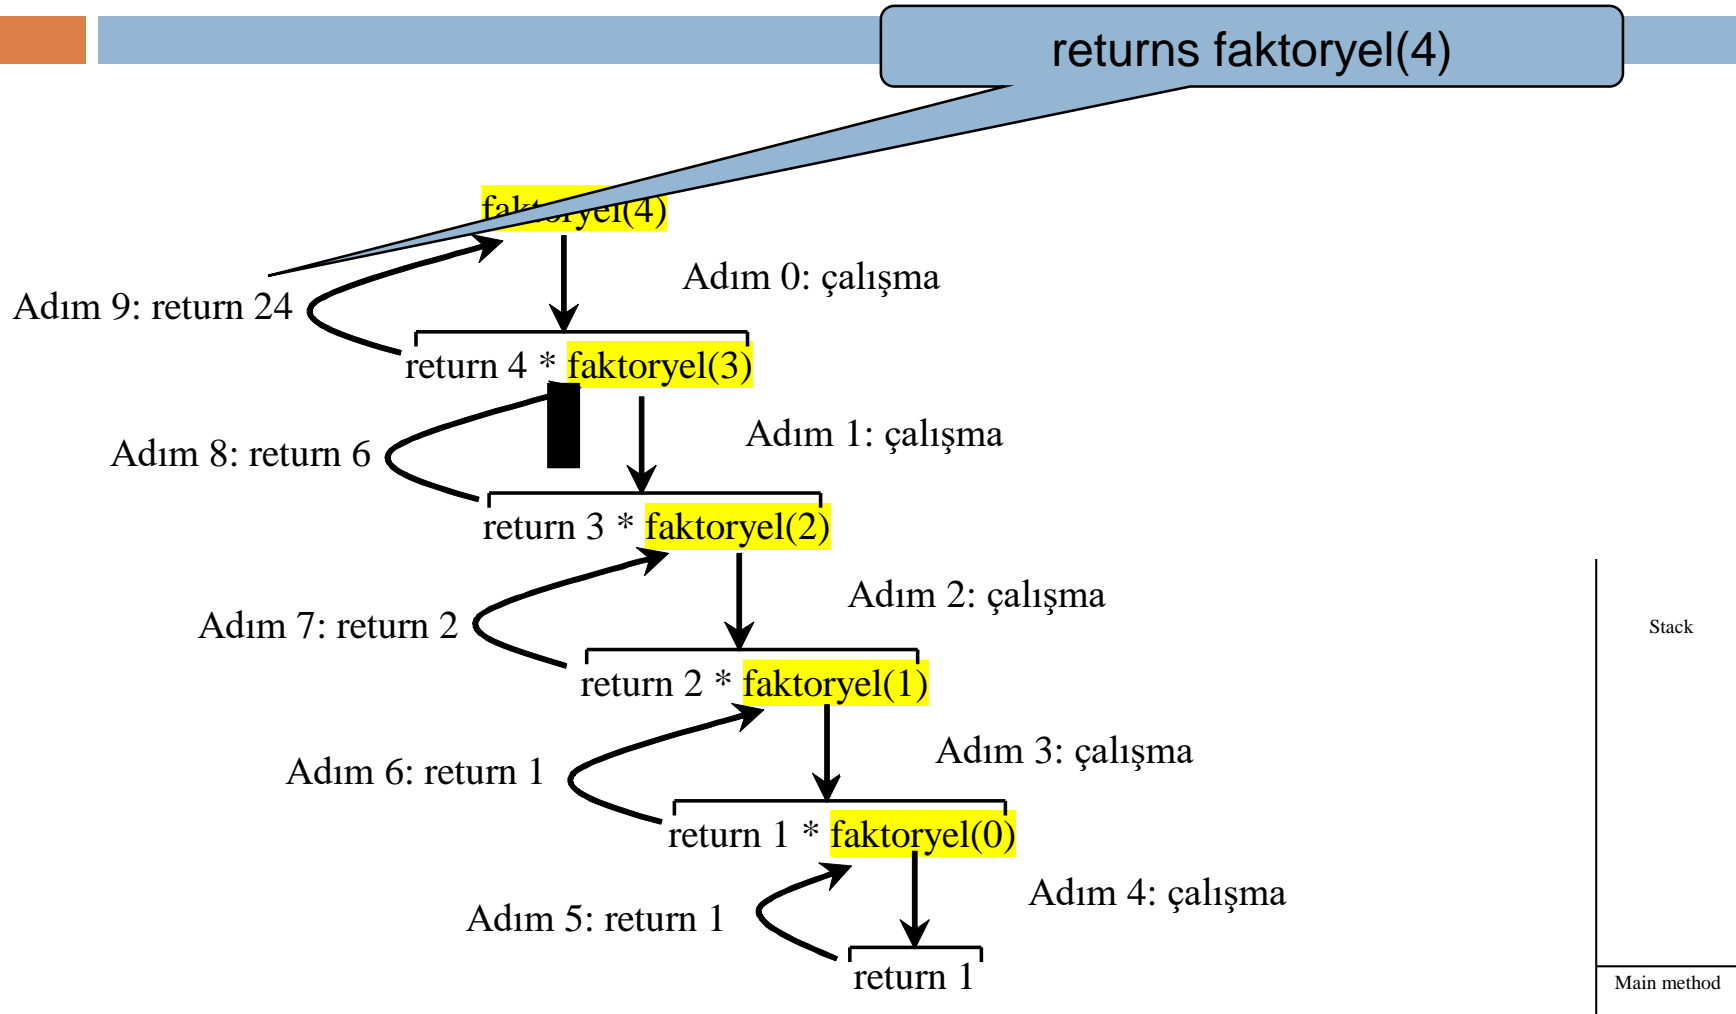 returns faktoryel(4)
faktoryel(4)
Adım 0: çalışma
Adım 9: return 24
return 4 * faktoryel(3)
Adım 1: çalışma
Adım 8: return 6
return 3 * faktoryel(2)
Adım 2: çalışma
Adım 7: return 2
Stack
return 2 * faktoryel(1)
Adım 3: çalışma
Adım 6: return 1
return 1 * faktoryel(0)
Adım 4: çalışma
Adım 5: return 1
return 1
Main method